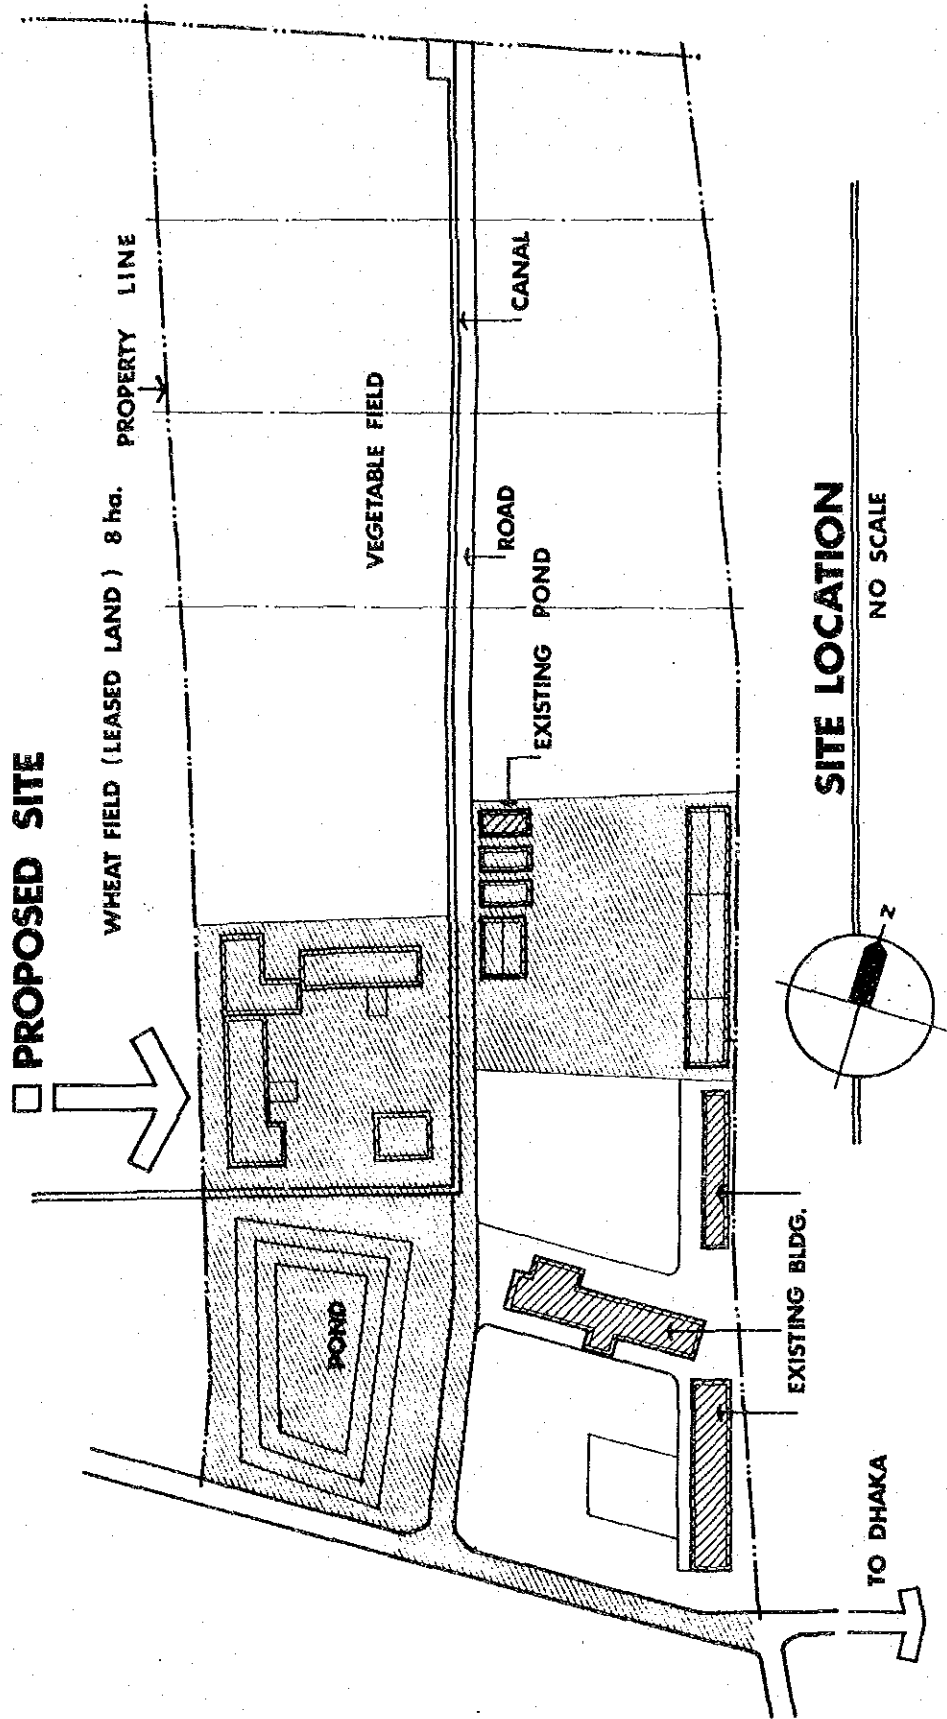 □ PROPOSED SITE
WHEAT FIELD (LEASED LAND) 8 ha.
PROPERTY LINE
VEGETABLE FIELD
CANAL
ROAD
EXISTING POND
POND
EXISTING BLDG.
TO DHAKA
N
SITE LOCATION
NO SCALE